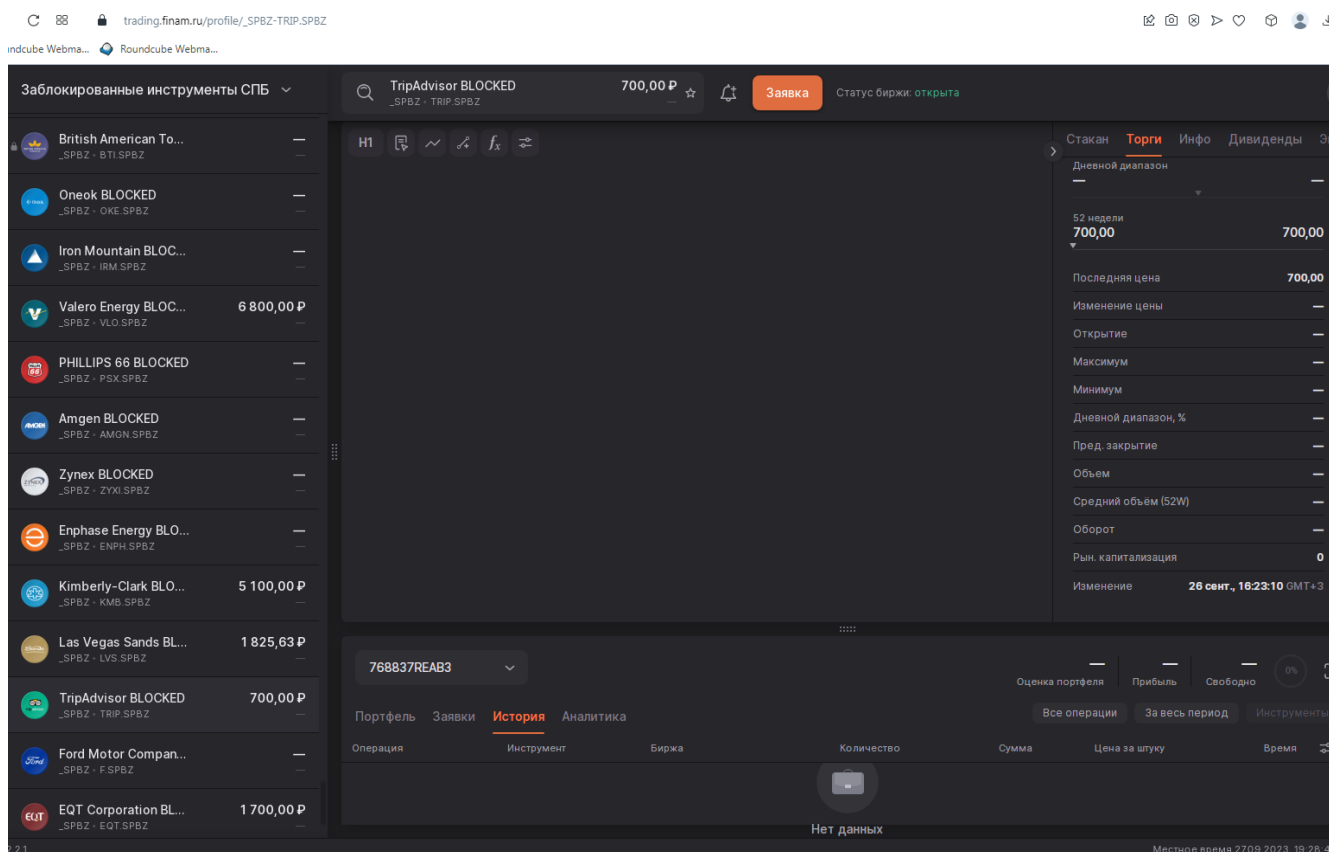 trading.finam.ru/profile/_SPBZ-TRIP.SPBZ
ndcube Webma... Roundcube Webma...
Заблокированные инструменты СПБ
TripAdvisor BLOCKED 700,00 ₽
_SPBZ • TRIP.SPBZ —
Заявка
Статус биржи: открыта
British American To... —
_SPBZ • BTI.SPBZ —
Oneok BLOCKED —
_SPBZ • OKE.SPBZ —
Iron Mountain BLOC... —
_SPBZ • IRM.SPBZ —
Valero Energy BLOC... 6 800,00 ₽
_SPBZ • VLO.SPBZ —
PHILLIPS 66 BLOCKED —
_SPBZ • PSX.SPBZ —
AMGEN
Amgen BLOCKED —
_SPBZ • AMGN.SPBZ —
ZYNEX
Zynex BLOCKED —
_SPBZ • ZYXI.SPBZ —
Enphase Energy BLO... —
_SPBZ • ENPH.SPBZ —
Kimberly-Clark BLO... 5 100,00 ₽
_SPBZ • KMB.SPBZ —
Las Vegas Sands BL... 1 825,63 ₽
_SPBZ • LVS.SPBZ —
TripAdvisor BLOCKED 700,00 ₽
_SPBZ • TRIP.SPBZ —
Ford
Ford Motor Compan... —
_SPBZ • F.SPBZ —
EQT
EQT Corporation BL... 1 700,00 ₽
_SPBZ • EQT.SPBZ —
H1 fx
Стакан Торги Инфо Дивиденды
Дневной диапазон
— —
52 недели
700,00 700,00
Последняя цена 700,00
Изменение цены —
Открытие —
Максимум —
Минимум —
Дневной диапазон, % —
Пред. закрытие —
Объем —
Средний объём (52W) —
Оборот —
Рын. капитализация 0
Изменение 26 сент., 16:23:10 GMT+3
768837REAB3
— — — 0%
Оценка портфеля Прибыль Свободно
Портфель Заявки История Аналитика
Все операции За весь период Инструменты
Операция Инструмент Биржа Количество Сумма Цена за штуку Время
Нет данных
2.2.1 Местное время 27.09.2023, 19:28:4